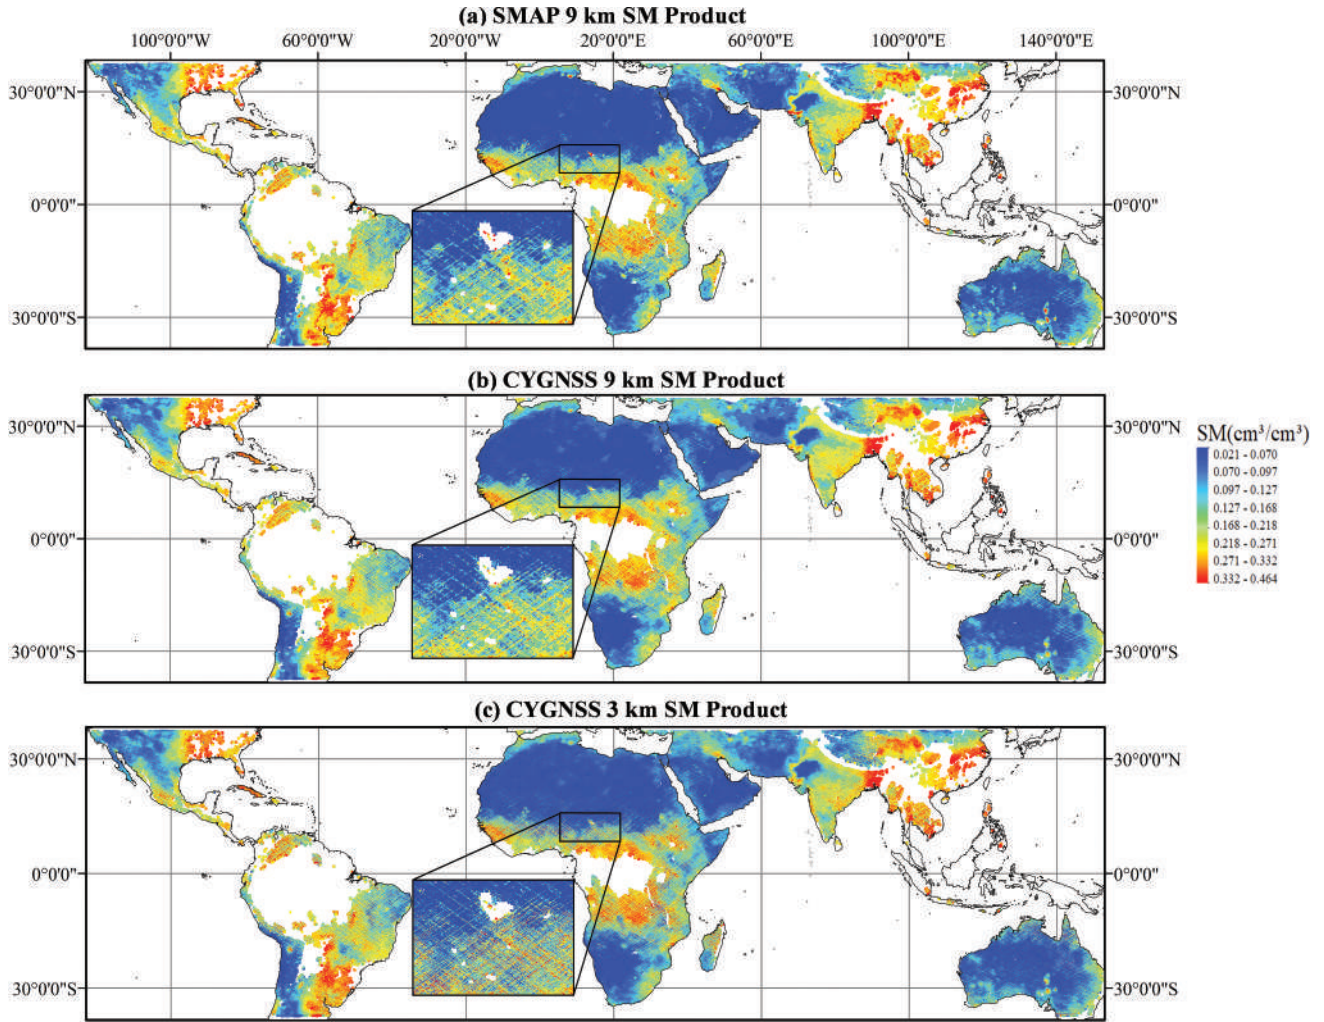 (a) SMAP 9 km SM Product
100°0'0"W 60°0'0"W 20°0'0"W 20°0'0"E 60°0'0"E 100°0'0"E 140°0'0"E
30°0'0"N 30°0'0"N
0°0'0" 0°0'0"
30°0'0"S 30°0'0"S
(b) CYGNSS 9 km SM Product
30°0'0"N 30°0'0"N
0°0'0" 0°0'0"
30°0'0"S 30°0'0"S
SM(cm³/cm³)
0.021 - 0.070
0.070 - 0.097
0.097 - 0.127
0.127 - 0.168
0.168 - 0.218
0.218 - 0.271
0.271 - 0.332
0.332 - 0.464
(c) CYGNSS 3 km SM Product
30°0'0"N 30°0'0"N
0°0'0" 0°0'0"
30°0'0"S 30°0'0"S